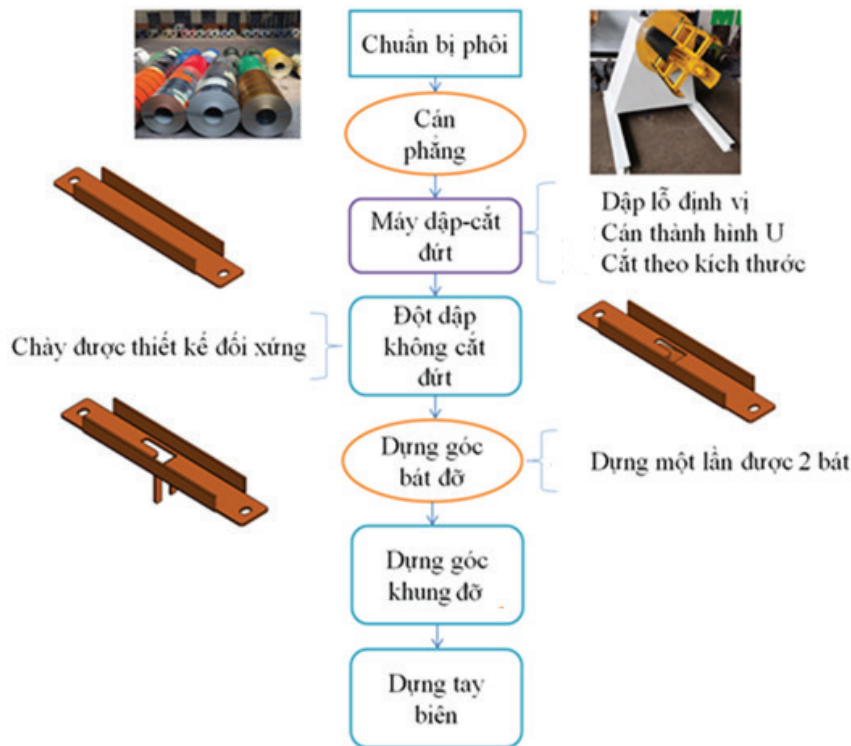 Chuẩn bị phôi
Cán
phẳng
Máy dập-cắt
đứt
Dập lỗ định vị
Cán thành hình U
Cắt theo kích thước
Đột dập
không cắt
đứt
Chày được thiết kế đối xứng
Dựng góc
bát đỡ
Dựng một lần được 2 bát
Dựng góc
khung đỡ
Dựng tay
biên